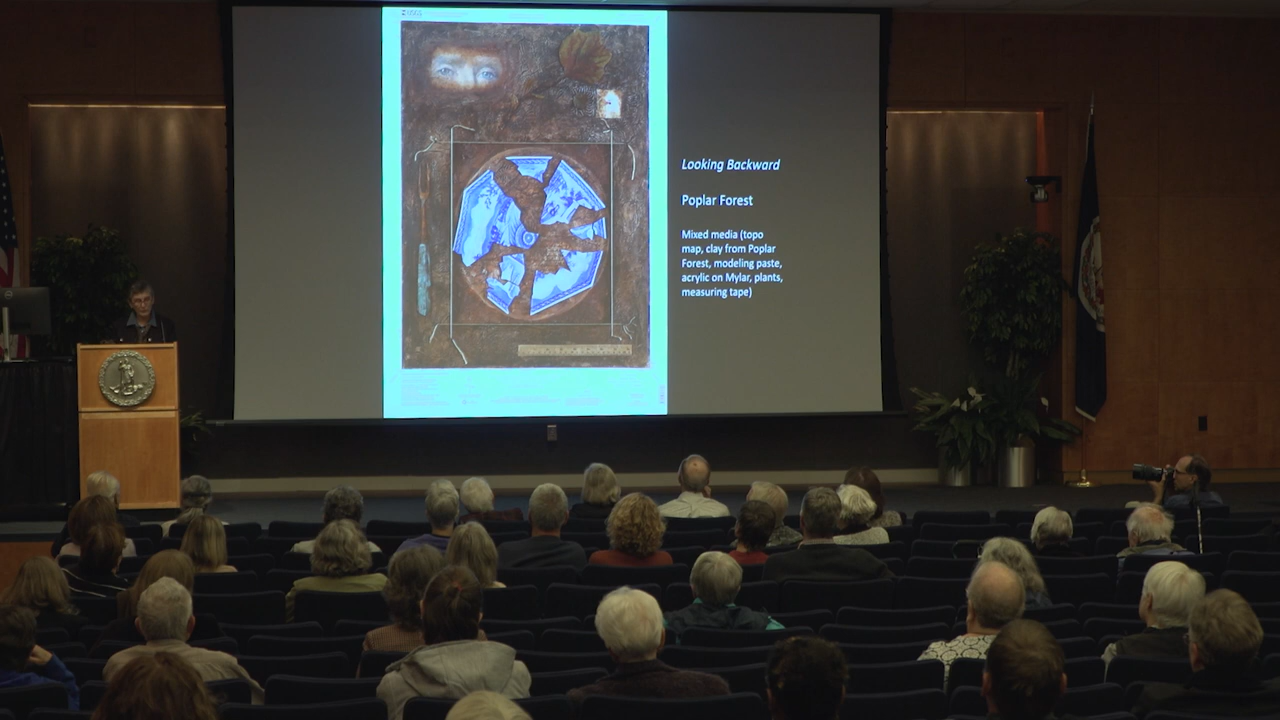 Looking Backward
Poplar Forest
Mixed media (topo
map, clay from Poplar
Forest, modeling paste,
acrylic on Mylar, plants,
measuring tape)